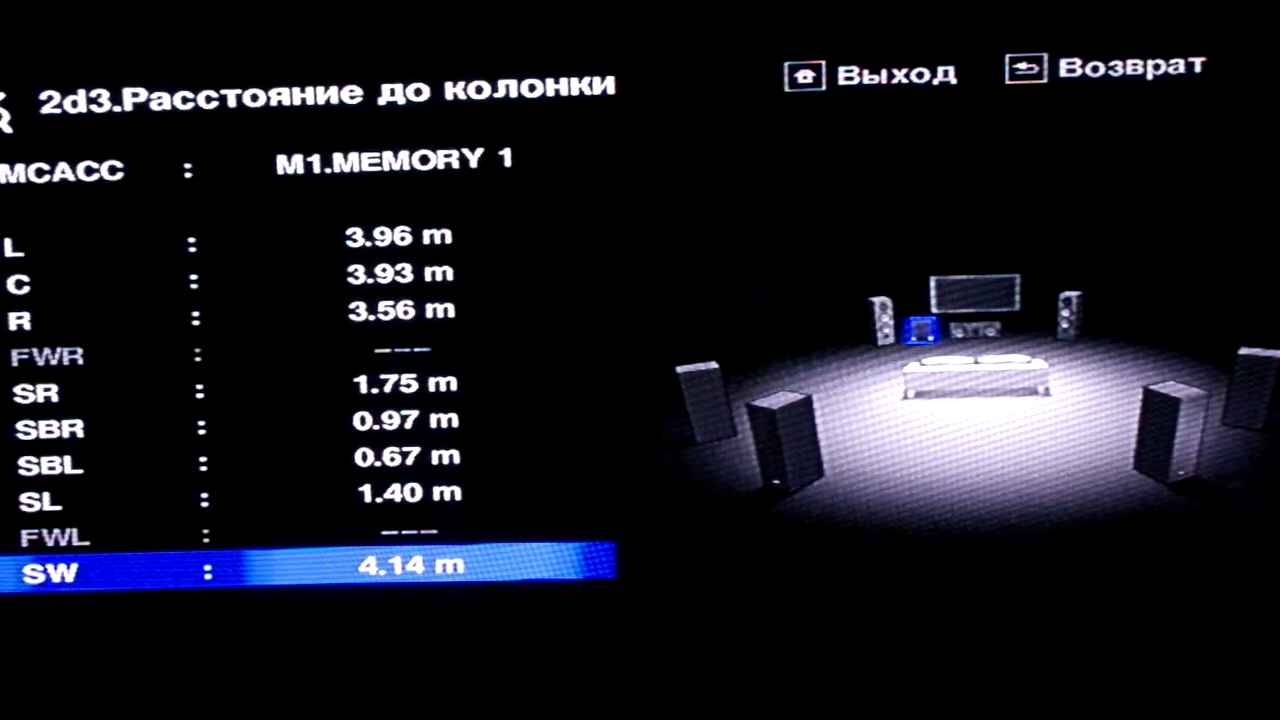 2d3.Расстояние до колонки
Выход
Возврат
MCACC : M1.MEMORY 1
L : 3.96 m
C : 3.93 m
R : 3.56 m
FWR : ---
SR : 1.75 m
SBR : 0.97 m
SBL : 0.67 m
SL : 1.40 m
FWL : ---
SW : 4.14 m